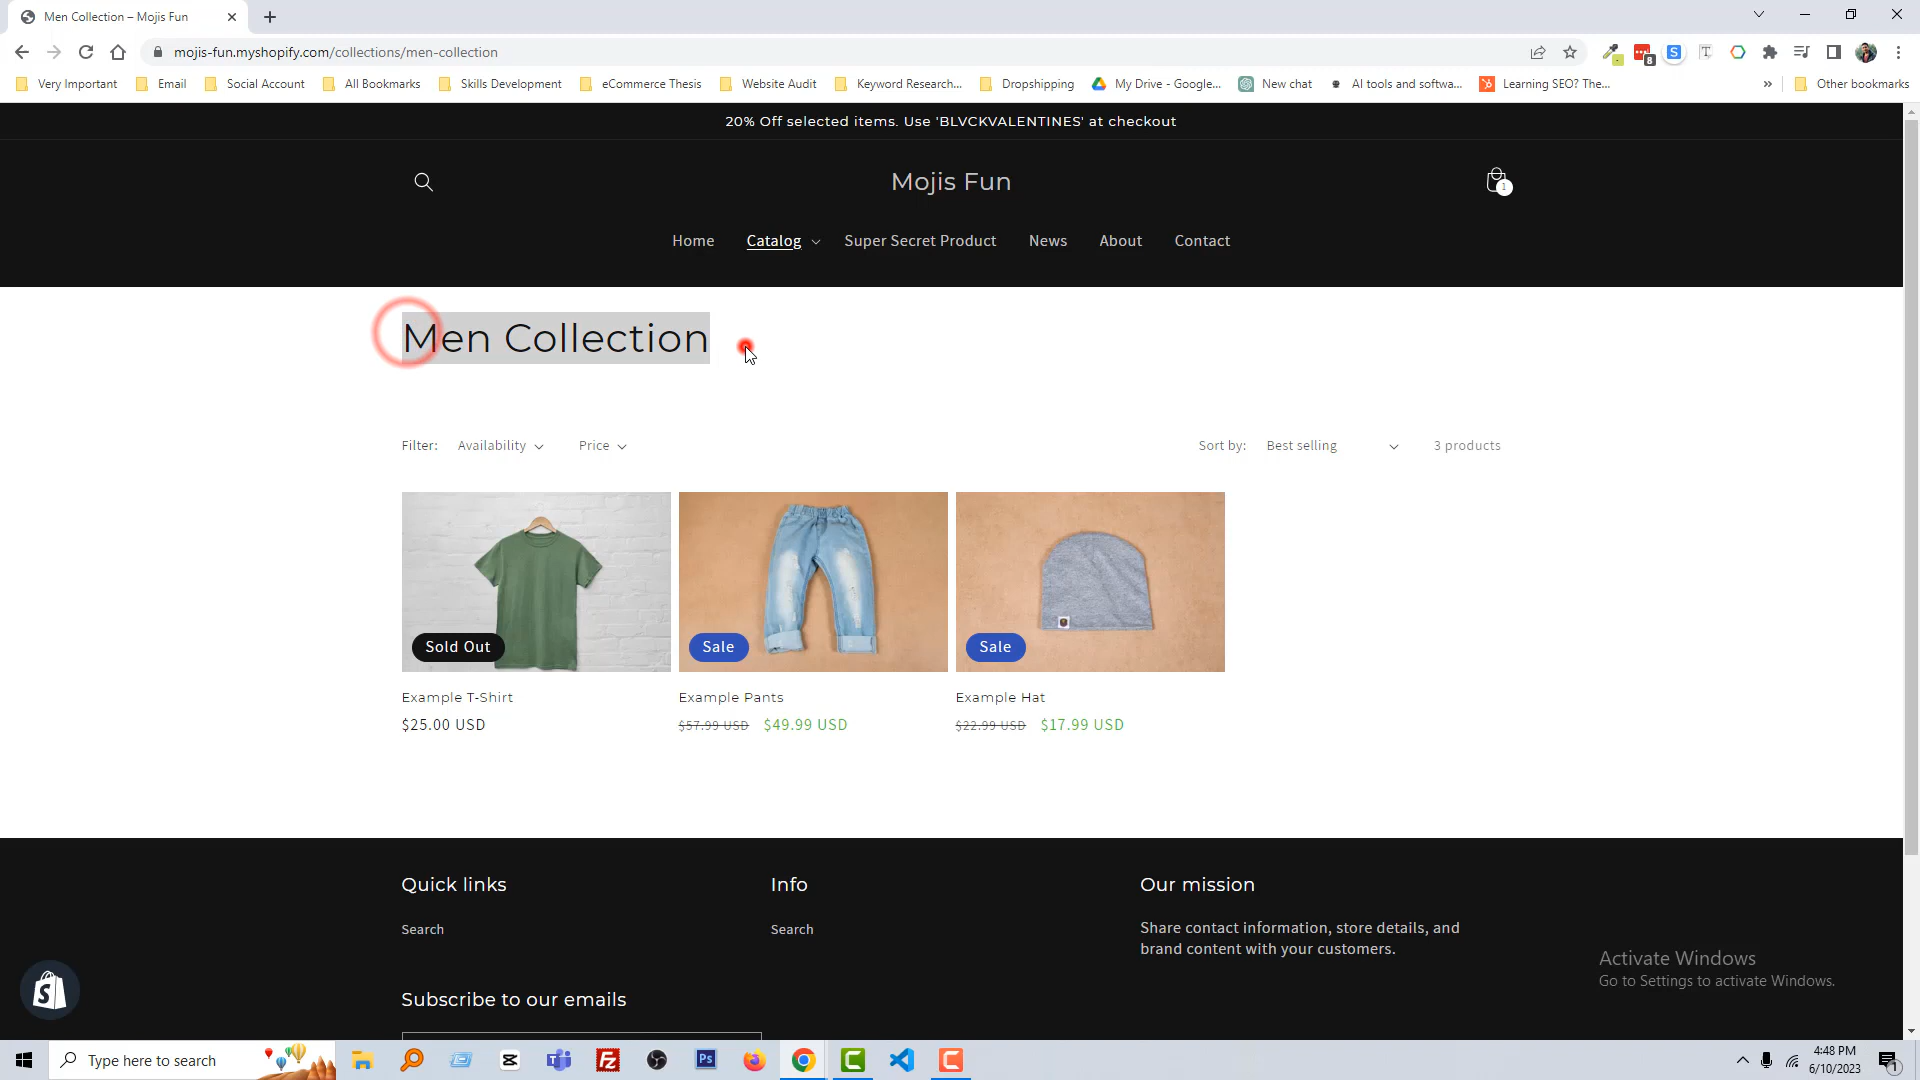 Men Collection – Mojis Fun
mojis-fun.myshopify.com/collections/men-collection
8
Very Important
Email
Social Account
All Bookmarks
Skills Development
eCommerce Thesis
Website Audit
Keyword Research...
Dropshipping
My Drive - Google...
New chat
AI tools and softwa...
Learning SEO? The...
Other bookmarks
20% Off selected items. Use 'BLVCKVALENTINES' at checkout
Mojis Fun
1
Home
Catalog
Super Secret Product
News
About
Contact
Men Collection
Filter:
Availability
Price
Sort by:
Best selling
3 products
Sold Out
Sale
Sale
Example T-Shirt
Example Pants
Example Hat
$25.00 USD
$57.99 USD $49.99 USD
$22.99 USD $17.99 USD
Quick links
Info
Our mission
Search
Search
Share contact information, store details, and
brand content with your customers.
Activate Windows
Go to Settings to activate Windows.
Subscribe to our emails
Type here to search
Ps
4:48 PM
6/10/2023
1